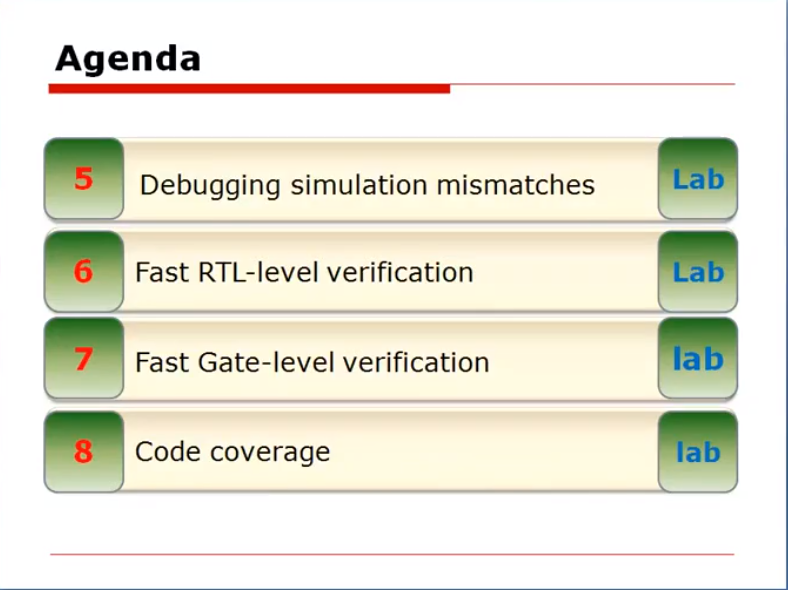 Agenda
5 Debugging simulation mismatches Lab
6 Fast RTL-level verification Lab
7 Fast Gate-level verification lab
8 Code coverage lab